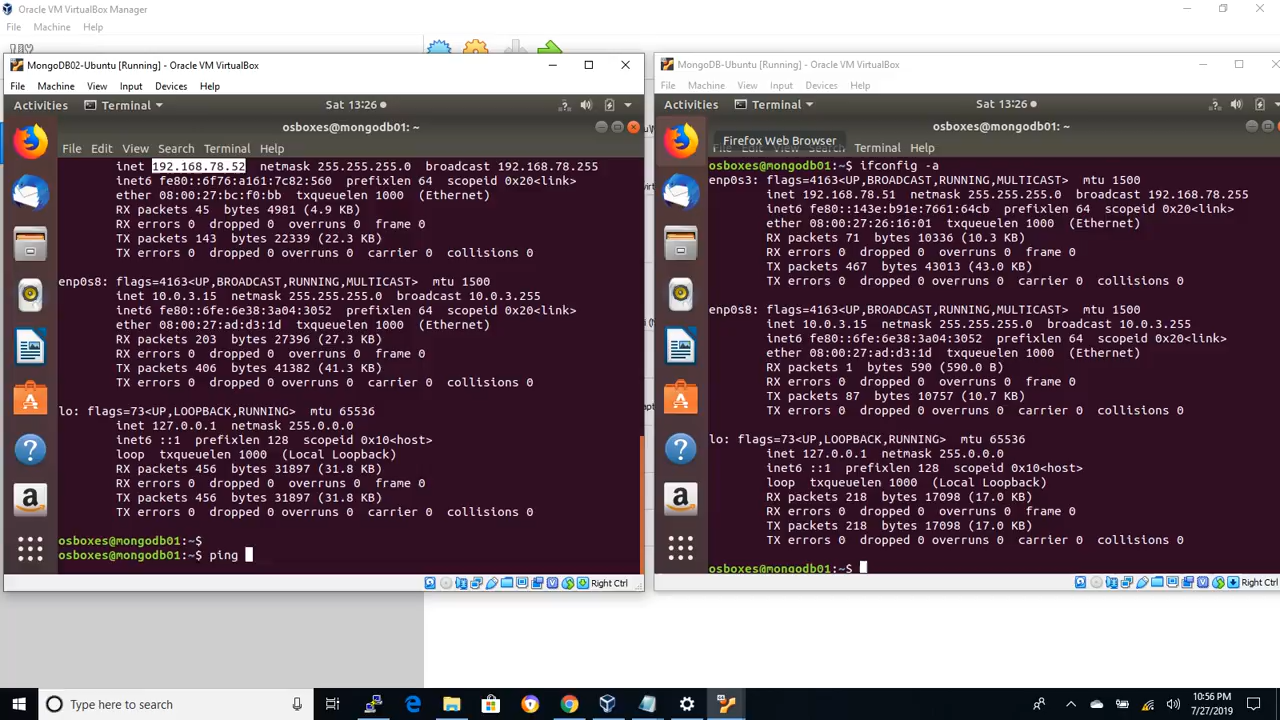 Oracle VM VirtualBox Manager
File Machine Help
MongoDB02-Ubuntu [Running] - Oracle VM VirtualBox
File Machine View Input Devices Help
Activities Terminal Sat 13:26
osboxes@mongodb01: ~
File Edit View Search Terminal Help
inet 192.168.78.52 netmask 255.255.255.0 broadcast 192.168.78.255
inet6 fe80::6f76:a161:7c82:560 prefixlen 64 scopeid 0x20<link>
ether 08:00:27:bc:f0:bb txqueuelen 1000 (Ethernet)
RX packets 45 bytes 4981 (4.9 KB)
RX errors 0 dropped 0 overruns 0 frame 0
TX packets 143 bytes 22339 (22.3 KB)
TX errors 0 dropped 0 overruns 0 carrier 0 collisions 0
enp0s8: flags=4163<UP,BROADCAST,RUNNING,MULTICAST> mtu 1500
inet 10.0.3.15 netmask 255.255.255.0 broadcast 10.0.3.255
inet6 fe80::6fe:6e38:3a04:3052 prefixlen 64 scopeid 0x20<link>
ether 08:00:27:ad:d3:1d txqueuelen 1000 (Ethernet)
RX packets 203 bytes 27396 (27.3 KB)
RX errors 0 dropped 0 overruns 0 frame 0
TX packets 406 bytes 41382 (41.3 KB)
TX errors 0 dropped 0 overruns 0 carrier 0 collisions 0
lo: flags=73<UP,LOOPBACK,RUNNING> mtu 65536
inet 127.0.0.1 netmask 255.0.0.0
inet6 ::1 prefixlen 128 scopeid 0x10<host>
loop txqueuelen 1000 (Local Loopback)
RX packets 456 bytes 31897 (31.8 KB)
RX errors 0 dropped 0 overruns 0 frame 0
TX packets 456 bytes 31897 (31.8 KB)
TX errors 0 dropped 0 overruns 0 carrier 0 collisions 0
osboxes@mongodb01:~$
osboxes@mongodb01:~$ ping
Right Ctrl
MongoDB-Ubuntu [Running] - Oracle VM VirtualBox
File Machine View Input Devices Help
Activities Terminal Sat 13:26
osboxes@mongodb01: ~
Firefox Web Browser
Terminal Help
osboxes@mongodb01:~$ ifconfig -a
enp0s3: flags=4163<UP,BROADCAST,RUNNING,MULTICAST> mtu 1500
inet 192.168.78.51 netmask 255.255.255.0 broadcast 192.168.78.255
inet6 fe80::143e:b91e:7661:64cb prefixlen 64 scopeid 0x20<link>
ether 08:00:27:26:16:01 txqueuelen 1000 (Ethernet)
RX packets 71 bytes 10336 (10.3 KB)
RX errors 0 dropped 0 overruns 0 frame 0
TX packets 467 bytes 43013 (43.0 KB)
TX errors 0 dropped 0 overruns 0 carrier 0 collisions 0
enp0s8: flags=4163<UP,BROADCAST,RUNNING,MULTICAST> mtu 1500
inet 10.0.3.15 netmask 255.255.255.0 broadcast 10.0.3.255
inet6 fe80::6fe:6e38:3a04:3052 prefixlen 64 scopeid 0x20<link>
ether 08:00:27:ad:d3:1d txqueuelen 1000 (Ethernet)
RX packets 1 bytes 590 (590.0 B)
RX errors 0 dropped 0 overruns 0 frame 0
TX packets 87 bytes 10757 (10.7 KB)
TX errors 0 dropped 0 overruns 0 carrier 0 collisions 0
lo: flags=73<UP,LOOPBACK,RUNNING> mtu 65536
inet 127.0.0.1 netmask 255.0.0.0
inet6 ::1 prefixlen 128 scopeid 0x10<host>
loop txqueuelen 1000 (Local Loopback)
RX packets 218 bytes 17098 (17.0 KB)
RX errors 0 dropped 0 overruns 0 frame 0
TX packets 218 bytes 17098 (17.0 KB)
TX errors 0 dropped 0 overruns 0 carrier 0 collisions 0
osboxes@mongodb01:~$
Right Ctrl
Type here to search
10:56 PM
7/27/2019